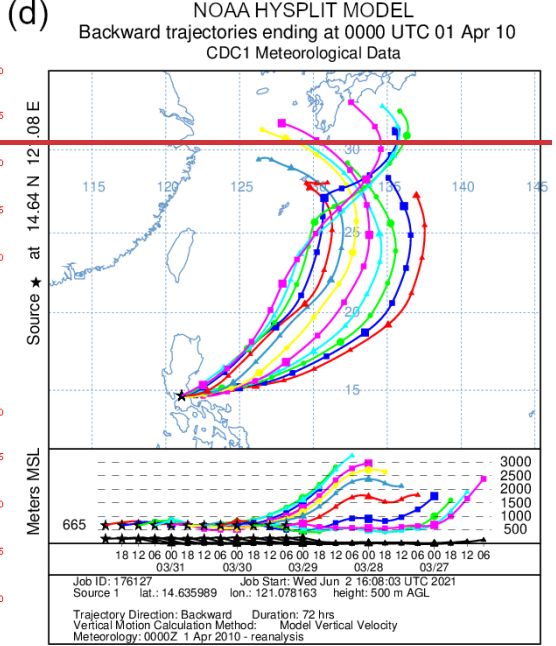 (d)
NOAA HYSPLIT MODEL
Backward trajectories ending at 0000 UTC 01 Apr 10
CDC1 Meteorological Data
Source ★ at 14.64 N 121.08 E
30
115 120 125 135 140 145
25
20
15
Meters MSL
665
3000
2500
2000
1500
1000
500
18 12 06 00 18 12 06 00 18 12 06 00 18 12 06 00 18 12 06 00 18 12 06
03/31 03/30 03/29 03/28 03/27
Job ID: 176127 Job Start: Wed Jun 2 16:08:03 UTC 2021
Source 1 lat.: 14.635989 lon.: 121.078163 height: 500 m AGL
Trajectory Direction: Backward Duration: 72 hrs
Vertical Motion Calculation Method: Model Vertical Velocity
Meteorology: 0000Z 1 Apr 2010 - reanalysis